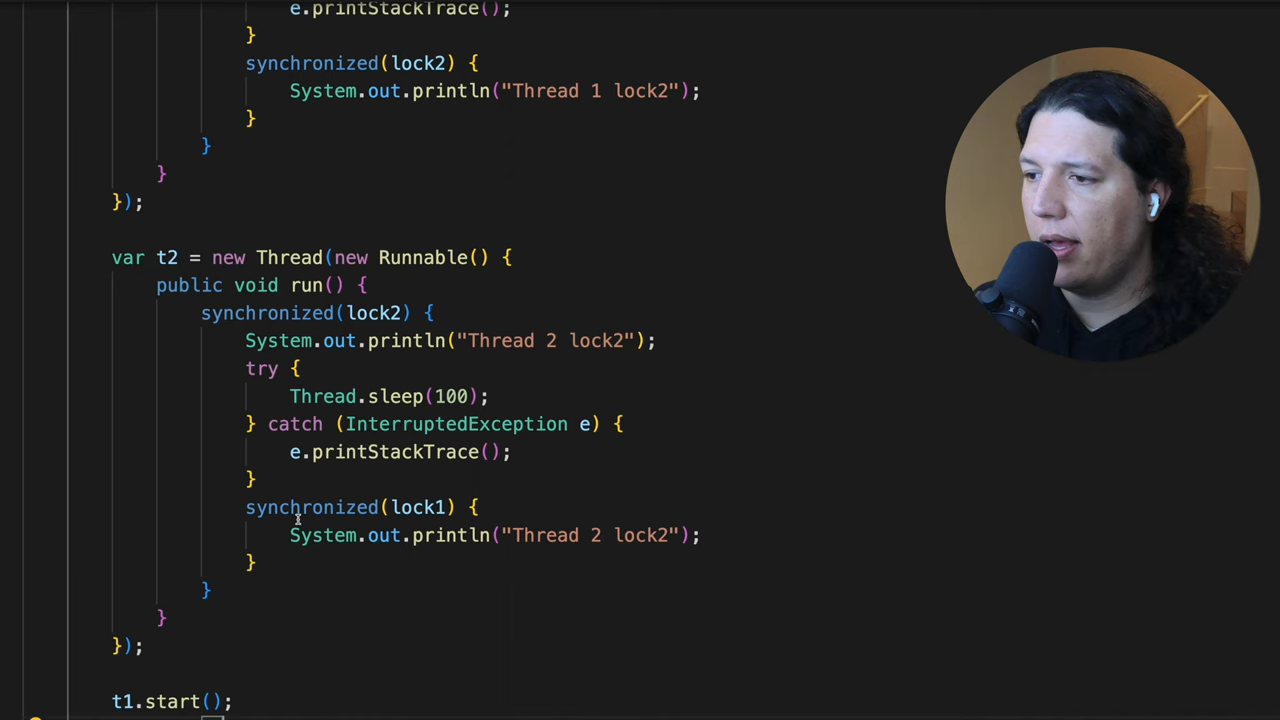 e.printStackTrace();
}
synchronized(lock2) {
System.out.println("Thread 1 lock2");
}
}
}
});
var t2 = new Thread(new Runnable() {
public void run() {
synchronized(lock2) {
System.out.println("Thread 2 lock2");
try {
Thread.sleep(100);
} catch (InterruptedException e) {
e.printStackTrace();
}
synchronized(lock1) {
System.out.println("Thread 2 lock2");
}
}
}
});
t1.start();